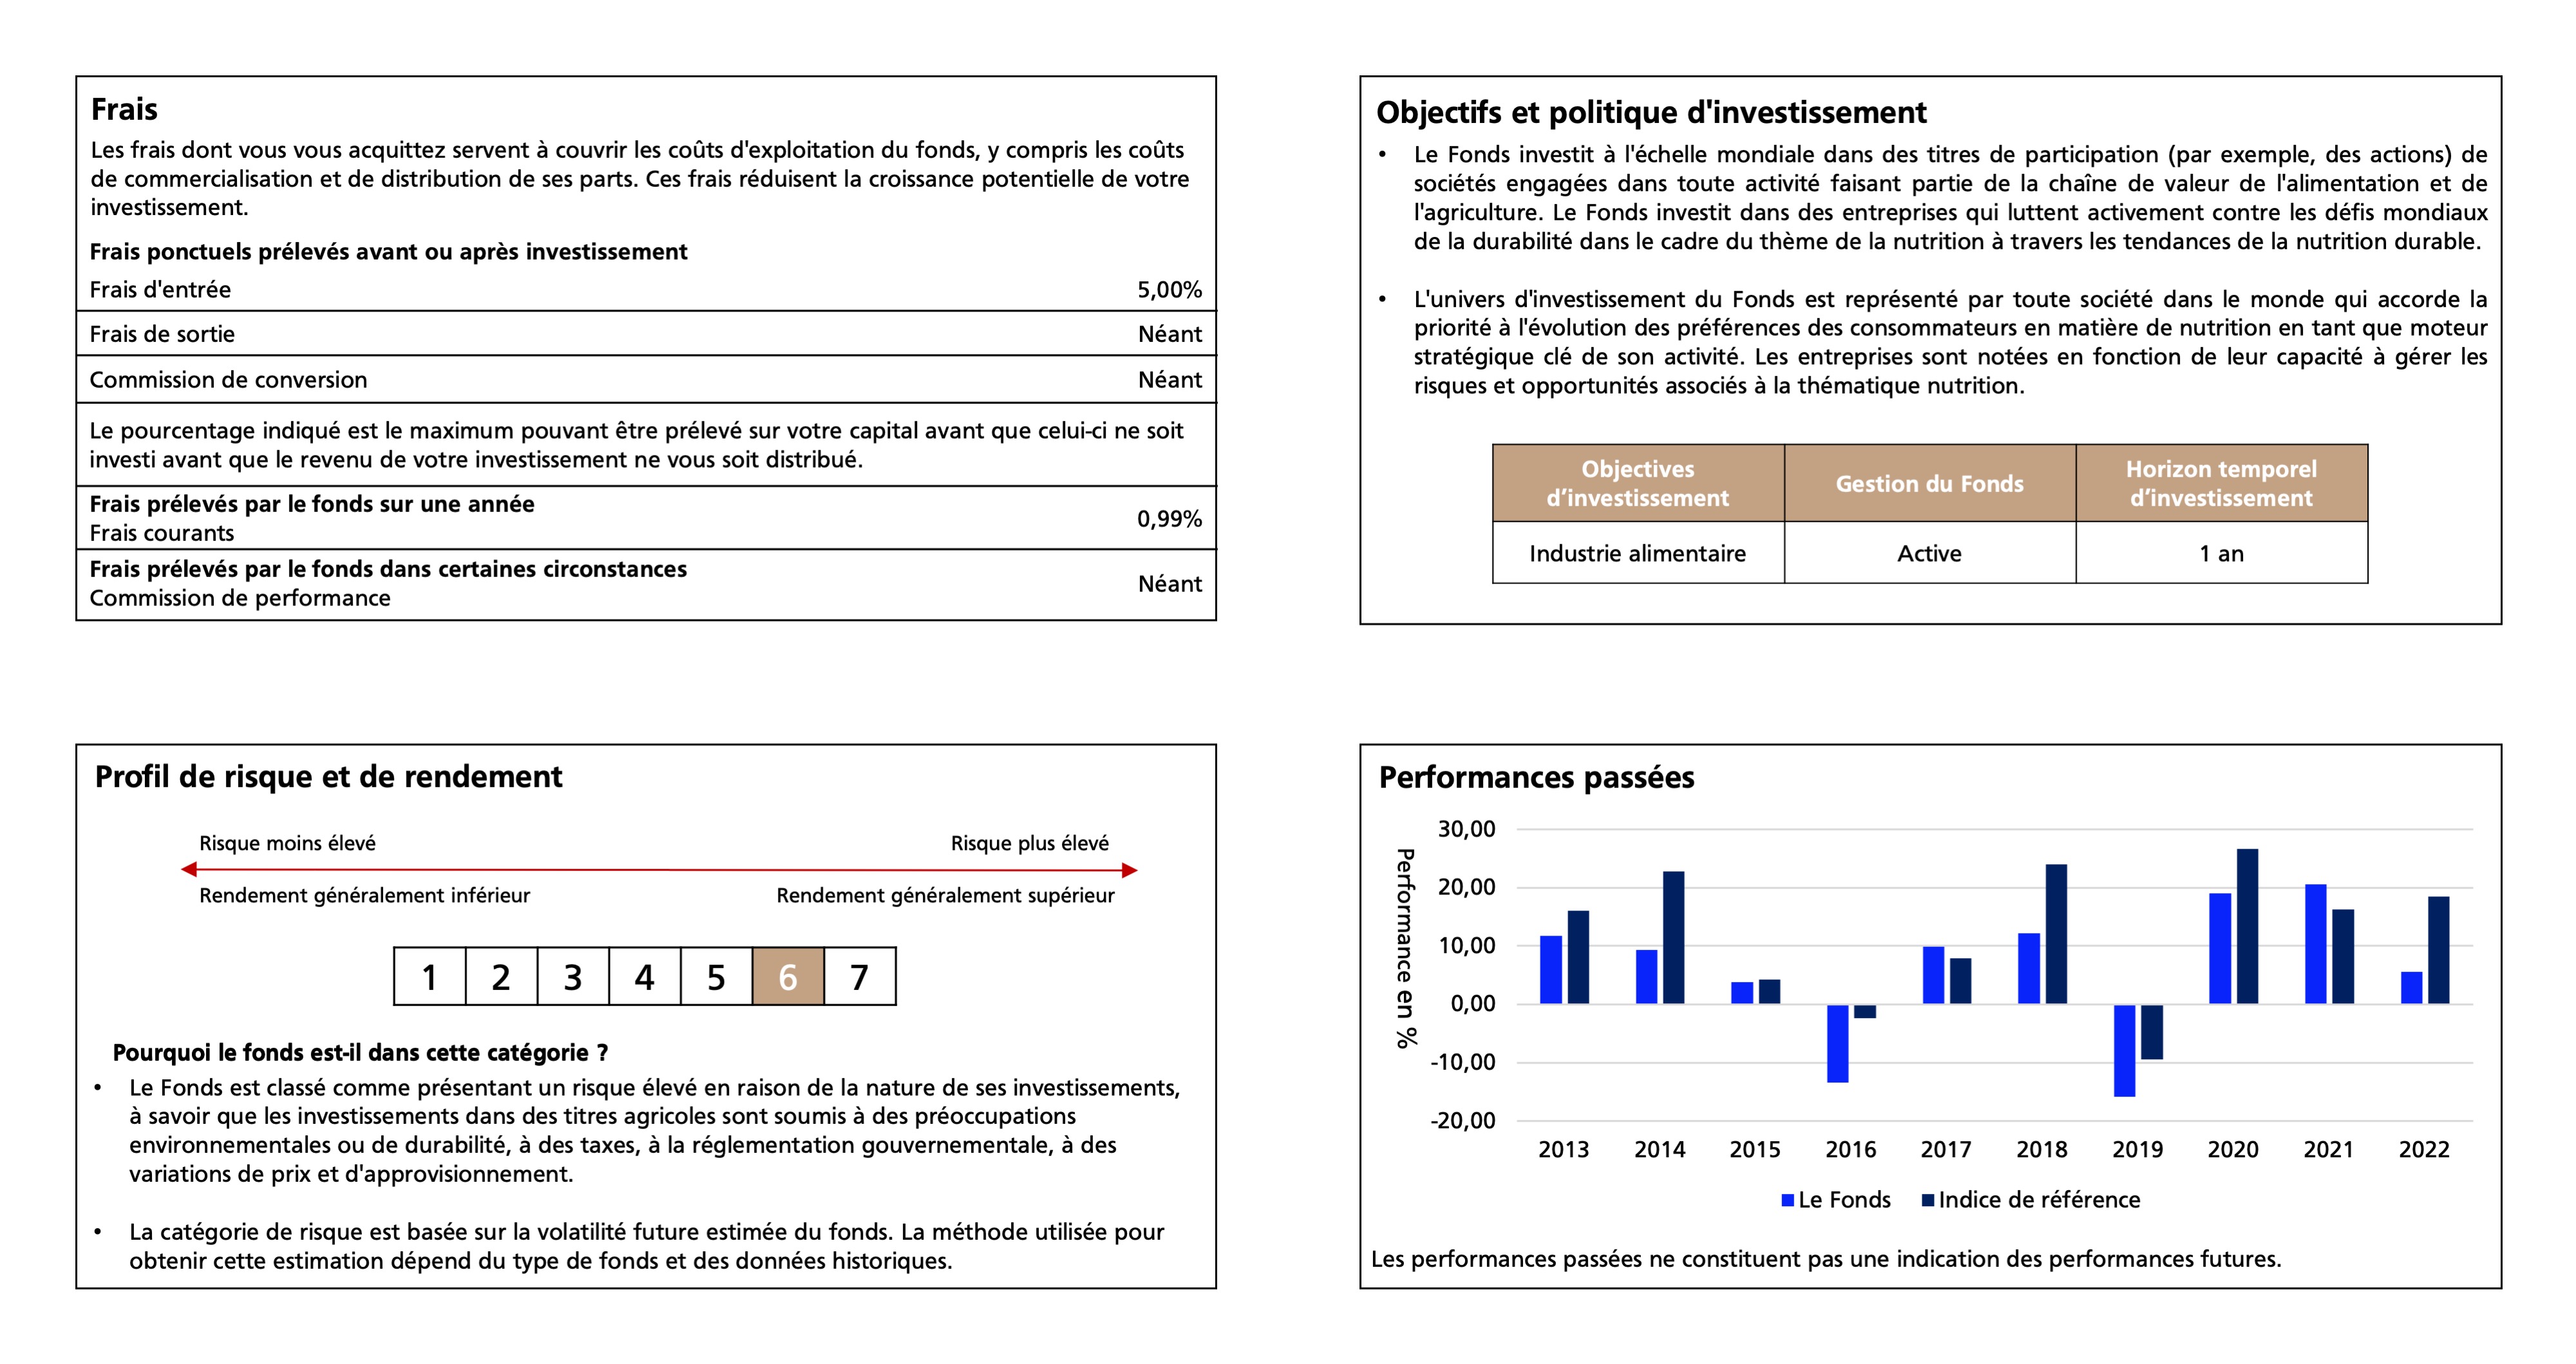 Frais
Les frais dont vous vous acquittez servent à couvrir les coûts d'exploitation du fonds, y compris les coûts
de commercialisation et de distribution de ses parts. Ces frais réduisent la croissance potentielle de votre
investissement.
Frais ponctuels prélevés avant ou après investissement
Frais d'entrée 5,00%
Frais de sortie Néant
Commission de conversion Néant
Le pourcentage indiqué est le maximum pouvant être prélevé sur votre capital avant que celui-ci ne soit
investi avant que le revenu de votre investissement ne vous soit distribué.
Frais prélevés par le fonds sur une année
Frais courants 0,99%
Frais prélevés par le fonds dans certaines circonstances
Commission de performance Néant
Objectifs et politique d'investissement
• Le Fonds investit à l'échelle mondiale dans des titres de participation (par exemple, des actions) de
sociétés engagées dans toute activité faisant partie de la chaîne de valeur de l'alimentation et de
l'agriculture. Le Fonds investit dans des entreprises qui luttent activement contre les défis mondiaux
de la durabilité dans le cadre du thème de la nutrition à travers les tendances de la nutrition durable.
• L'univers d'investissement du Fonds est représenté par toute société dans le monde qui accorde la
priorité à l'évolution des préférences des consommateurs en matière de nutrition en tant que moteur
stratégique clé de son activité. Les entreprises sont notées en fonction de leur capacité à gérer les
risques et opportunités associés à la thématique nutrition.
Objectives
d’investissement
Gestion du Fonds
Horizon temporel
d’investissement
Industrie alimentaire Active 1 an
Profil de risque et de rendement
Risque moins élevé Risque plus élevé
Rendement généralement inférieur Rendement généralement supérieur
1 2 3 4 5 6 7
Pourquoi le fonds est-il dans cette catégorie ?
• Le Fonds est classé comme présentant un risque élevé en raison de la nature de ses investissements,
à savoir que les investissements dans des titres agricoles sont soumis à des préoccupations
environnementales ou de durabilité, à des taxes, à la réglementation gouvernementale, à des
variations de prix et d'approvisionnement.
• La catégorie de risque est basée sur la volatilité future estimée du fonds. La méthode utilisée pour
obtenir cette estimation dépend du type de fonds et des données historiques.
Performances passées
Performance en %
30,00
20,00
10,00
0,00
-10,00
-20,00
2013 2014 2015 2016 2017 2018 2019 2020 2021 2022
Le Fonds Indice de référence
Les performances passées ne constituent pas une indication des performances futures.